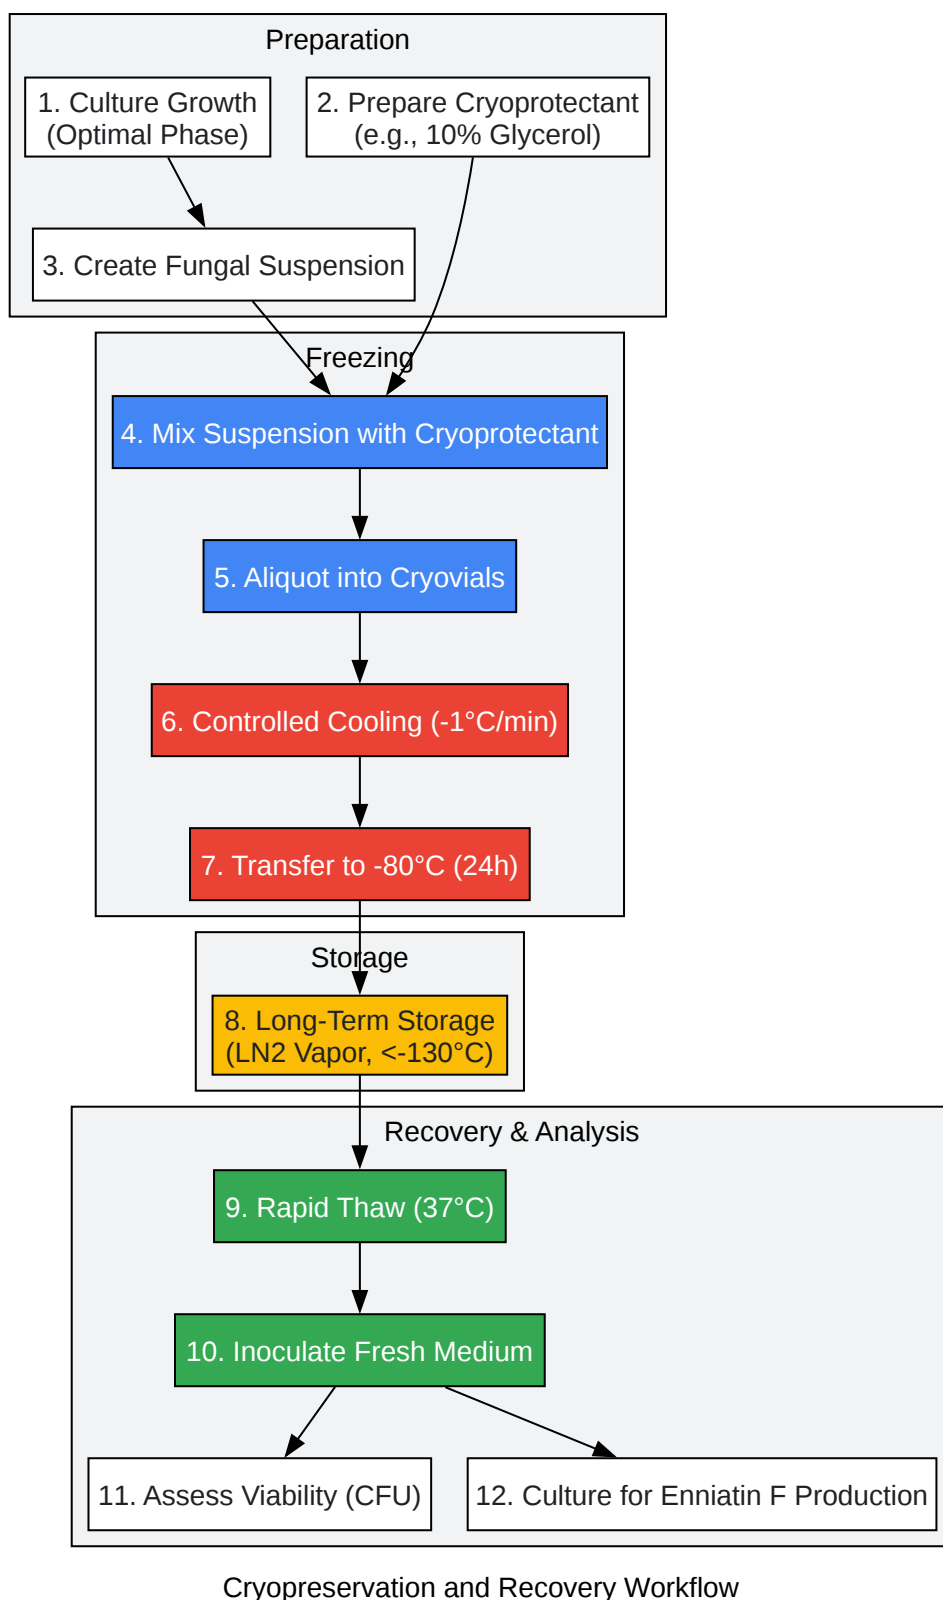 Preparation
1. Culture Growth
(Optimal Phase)
2. Prepare Cryoprotectant
(e.g., 10% Glycerol)
3. Create Fungal Suspension
Freezing
4. Mix Suspension with Cryoprotectant
5. Aliquot into Cryovials
6. Controlled Cooling (-1°C/min)
7. Transfer to -80°C (24h)
Storage
8. Long-Term Storage
(LN2 Vapor, <-130°C)
Recovery & Analysis
9. Rapid Thaw (37°C)
10. Inoculate Fresh Medium
11. Assess Viability (CFU)
12. Culture for Enniatin F Production
Cryopreservation and Recovery Workflow